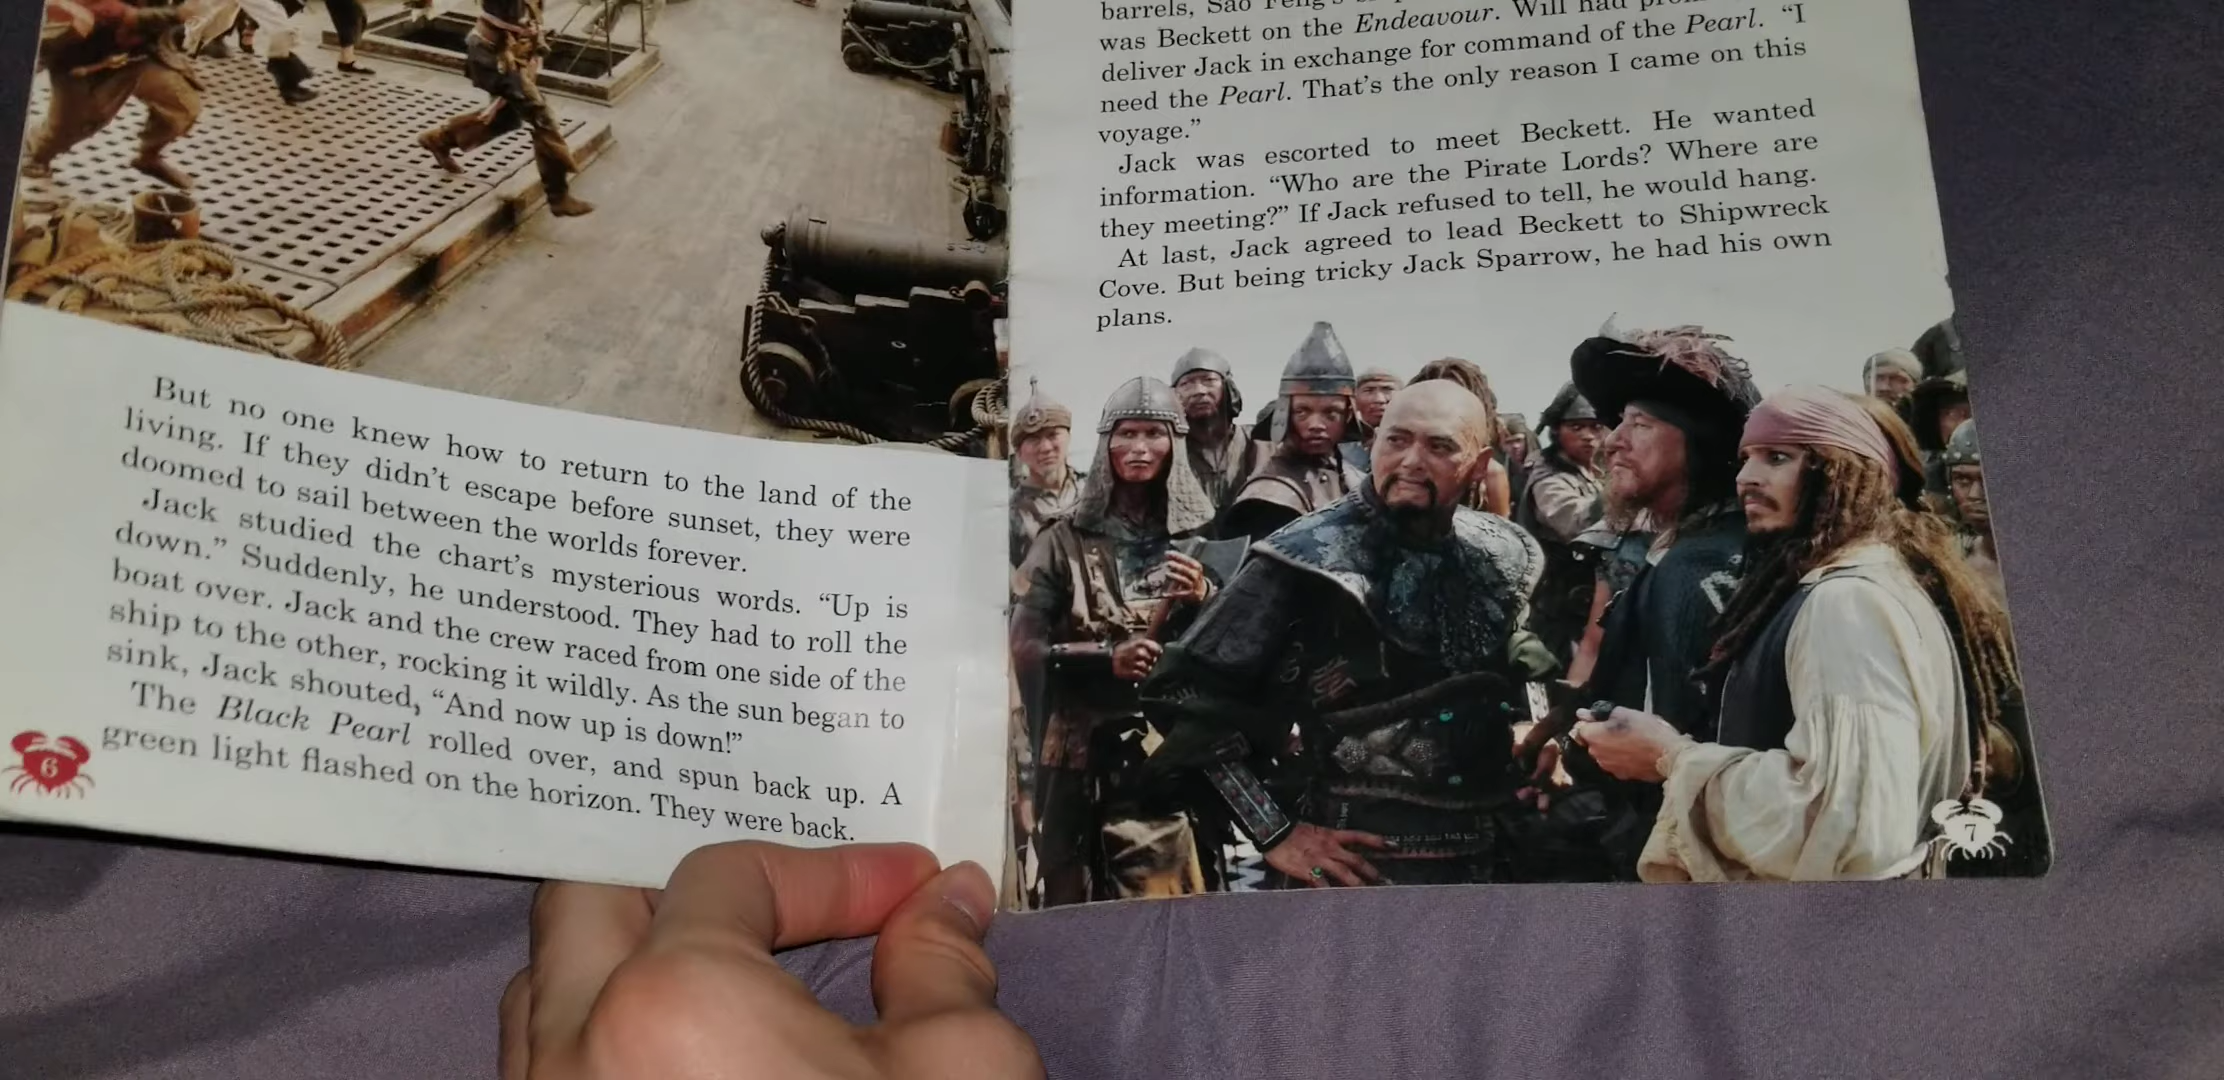 But no one knew how to return to the land of the
living. If they didn't escape before sunset, they were
doomed to sail between the worlds forever.
Jack studied the chart's mysterious words. “Up is
down.” Suddenly, he understood. They had to roll the
boat over. Jack and the crew raced from one side of the
ship to the other, rocking it wildly. As the sun began to
sink, Jack shouted, “And now up is down!”
The Black Pearl rolled over, and spun back up. A
green light flashed on the horizon. They were back.
6
barrels, Sao Feng's
was Beckett on the Endeavour. Will had
deliver Jack in exchange for command of the Pearl. “I
need the Pearl. That's the only reason I came on this
voyage.”
Jack was escorted to meet Beckett. He wanted
information. “Who are the Pirate Lords? Where are
they meeting?” If Jack refused to tell, he would hang.
At last, Jack agreed to lead Beckett to Shipwreck
Cove. But being tricky Jack Sparrow, he had his own
plans.
7